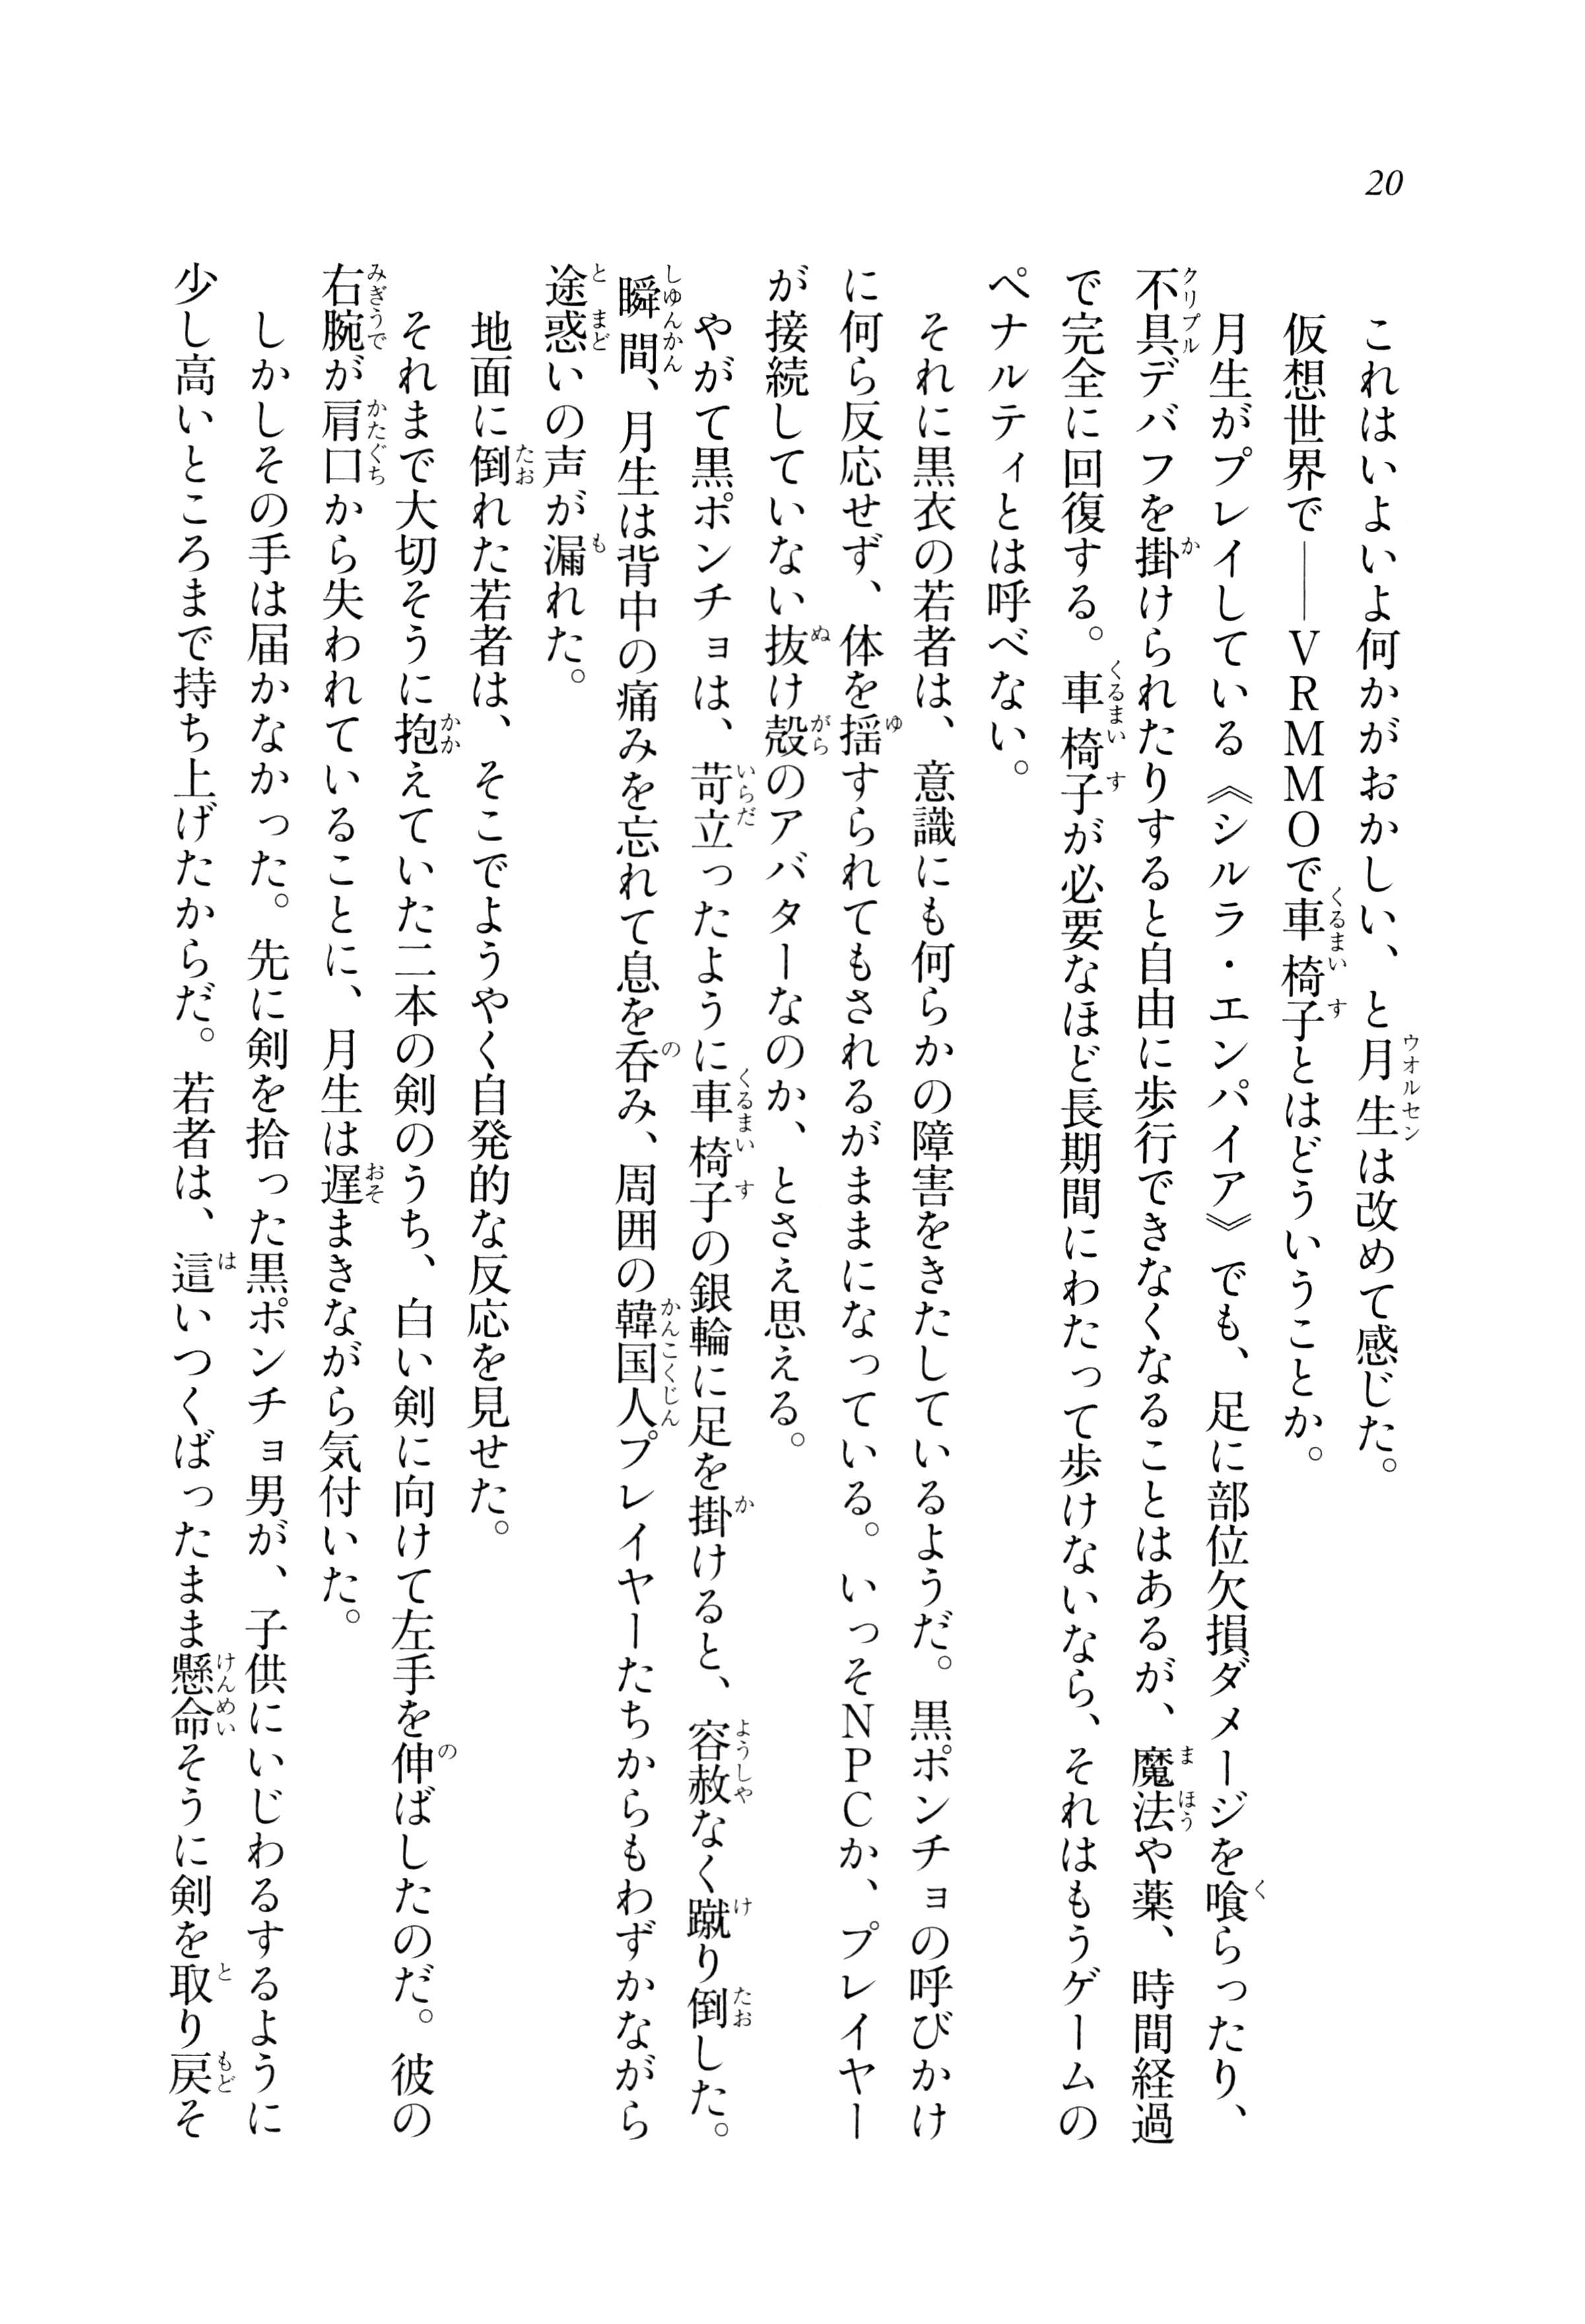 20
これはいよいよ何かがおかしい、と月生は改めて感じた。
仮想世界で――ＶＲＭＭＯで車椅子とはどういうことか。
月生がプレイしている《シルラ・エンパイア》でも、足に部位欠損ダメージを喰らったり、
不具デバフを掛けられたりすると自由に歩行できなくなることはあるが、魔法や薬、時間経過
で完全に回復する。車椅子が必要なほど長期間にわたって歩けないなら、それはもうゲームの
ペナルティとは呼べない。
それに黒衣の若者は、意識にも何らかの障害をきたしているようだ。黒ポンチョの呼びかけ
に何ら反応せず、体を揺すられてもされるがままになっている。いっそＮＰＣか、プレイヤー
が接続していない抜け殻のアバターなのか、とさえ思える。
やがて黒ポンチョは、苛立ったように車椅子の銀輪に足を掛けると、容赦なく蹴り倒した。
瞬間、月生は背中の痛みを忘れて息を呑み、周囲の韓国人プレイヤーたちからもわずかながら
途惑いの声が漏れた。
地面に倒れた若者は、そこでようやく自発的な反応を見せた。
それまで大切そうに抱えていた二本の剣のうち、白い剣に向けて左手を伸ばしたのだ。彼の
右腕が肩口から失われていることに、月生は遅まきながら気付いた。
しかしその手は届かなかった。先に剣を拾った黒ポンチョ男が、子供にいじわるするように
少し高いところまで持ち上げたからだ。若者は、這いつくばったまま懸命そうに剣を取り戻そ